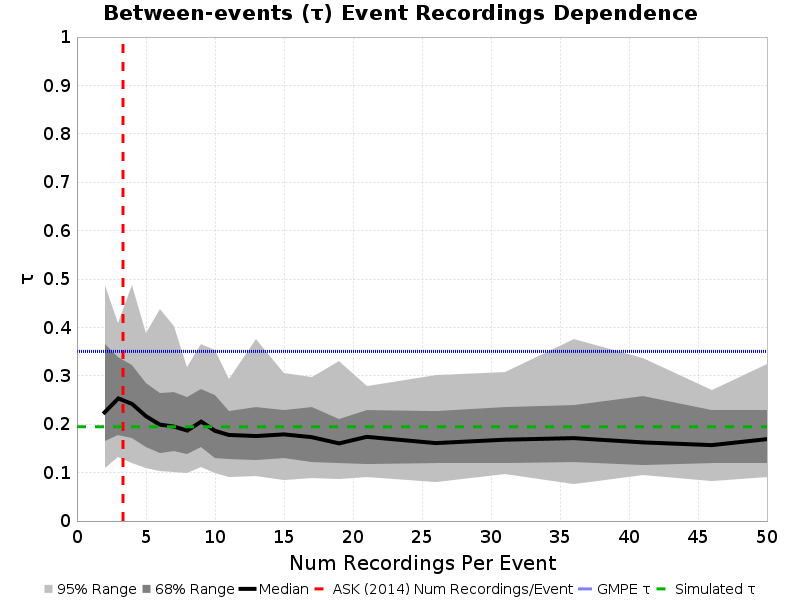 Between-events (τ) Event Recordings Dependence
1
0.9
0.8
0.7
0.6
0.5
0.4
0.3
0.2
0.1
0
τ
0 5 10 15 20 25 30 35 40 45 50
Num Recordings Per Event
95% Range 68% Range Median ASK (2014) Num Recordings/Event GMPE τ Simulated τ